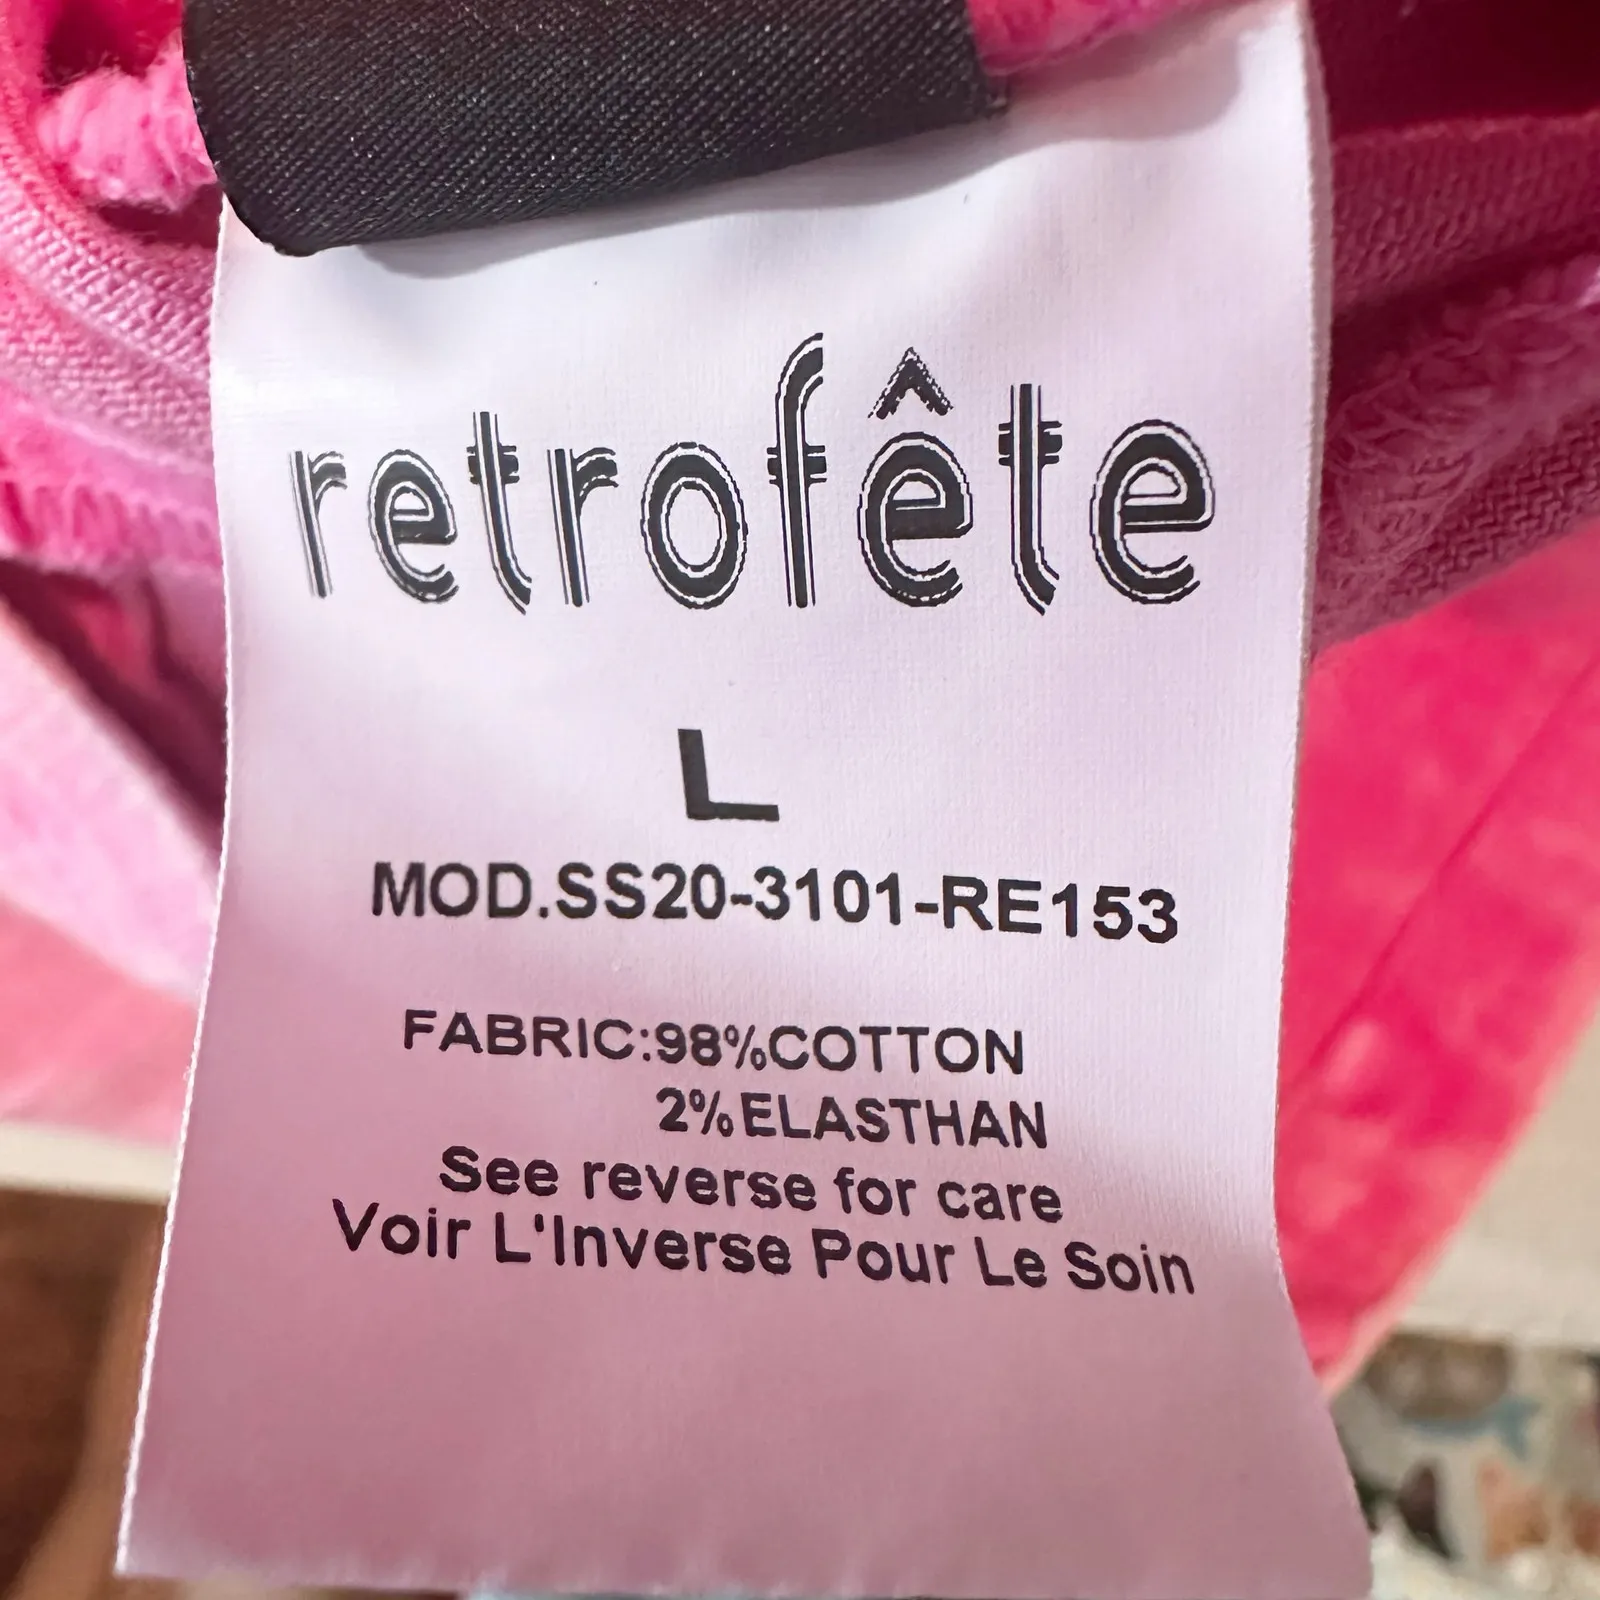 retrofête
L
MOD.SS20-3101-RE153
FABRIC:98%COTTON
2%ELASTHAN
See reverse for care
Voir L'Inverse Pour Le Soin